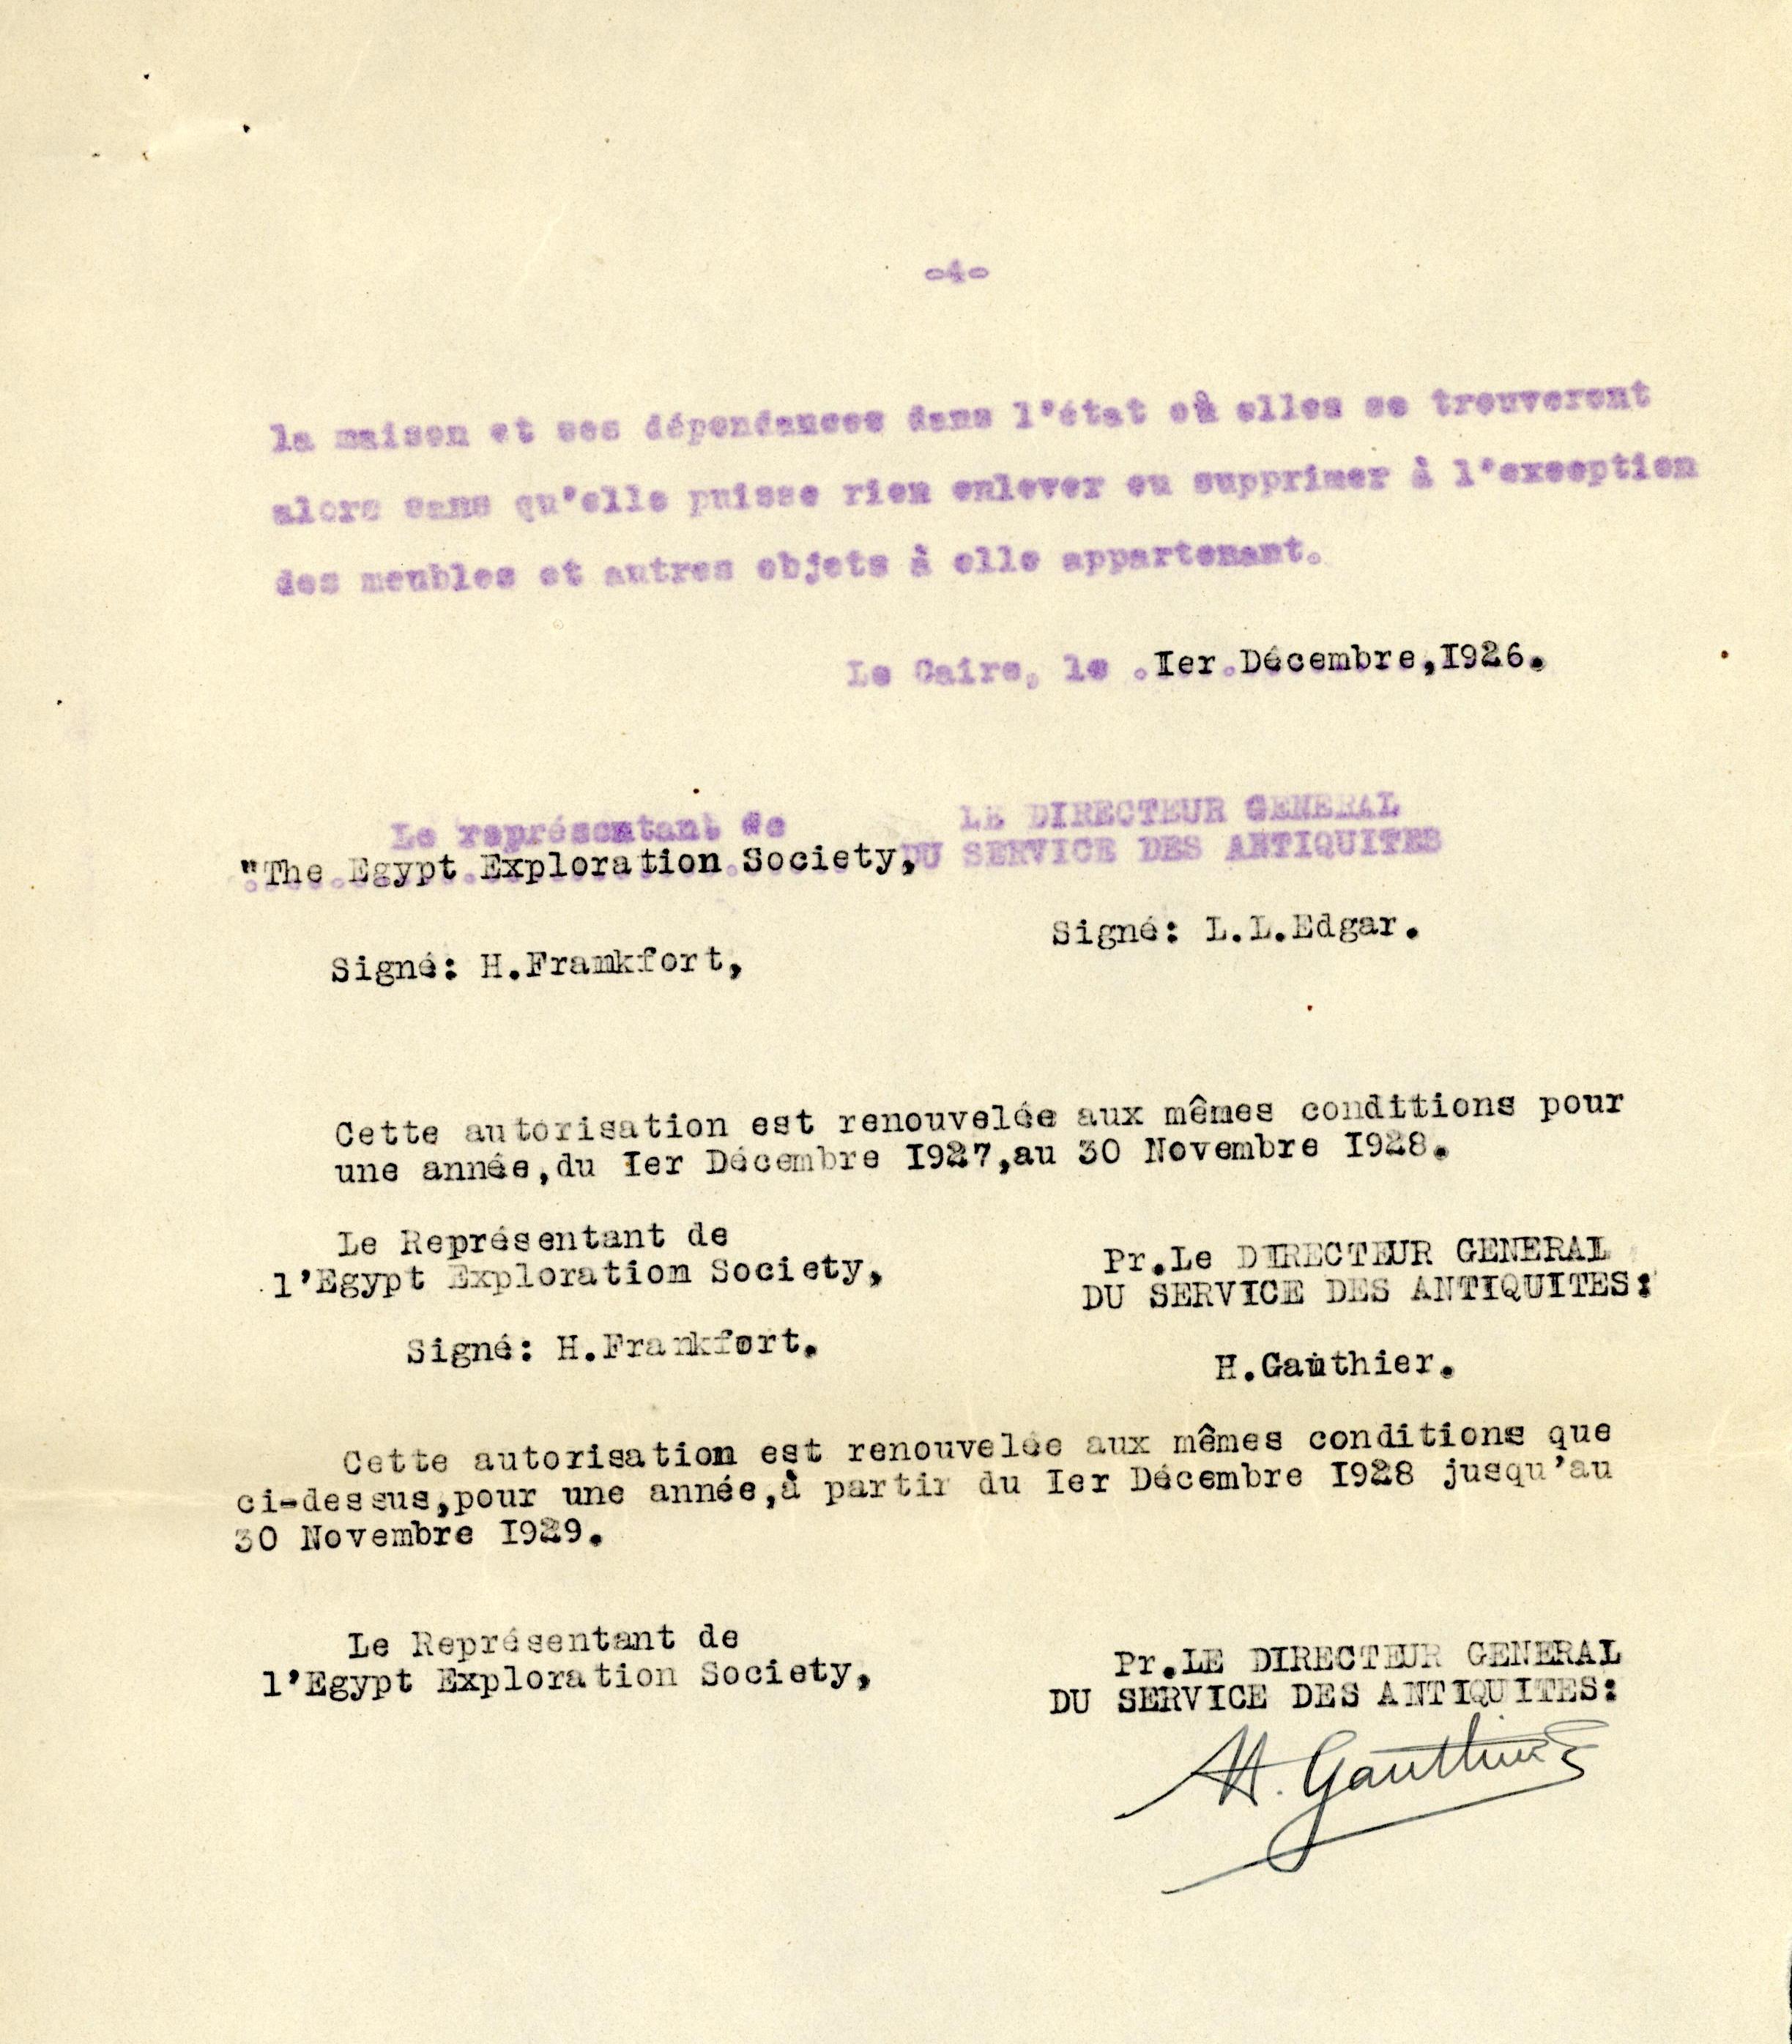 -4-
la maison et ses dépendances dans l'état où elles se trouveront
alors sans qu'elle puisse rien enlever ou supprimer à l'exception
des meubles et autres objets à elle appartenant.
Le Caire, le .Ier.Décembre,I926.
Le représentant de
"The Egypt Exploration Society,
LE DIRECTEUR GENERAL
DU SERVICE DES ANTIQUITES
Signé: L.L.Edgar.
Signé: H.Framkfort,
Cette autorisation est renouvelée aux mêmes conditions pour
une année,du Ier Décembre I927,au 30 Novembre I928.
Le Représentant de
l'Egypt Exploration Society,
Pr.Le DIRECTEUR GENERAL
DU SERVICE DES ANTIQUITES:
Signé: H.Frankfort.
H.Gauthier.
Cette autorisation est renouvelée aux mêmes conditions que
ci-dessus,pour une année,à partir du Ier Décembre I928 jusqu'au
30 Novembre I929.
Le Représentant de
l'Egypt Exploration Society,
Pr.LE DIRECTEUR GENERAL
DU SERVICE DES ANTIQUITES:
H. Gauthier